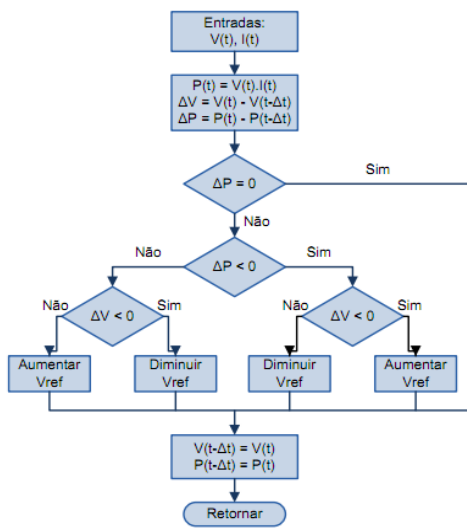 Entradas:
V(t), I(t)
P(t) = V(t).I(t)
ΔV = V(t) - V(t-Δt)
ΔP = P(t) - P(t-Δt)
ΔP = 0
Sim
Não
ΔP < 0
Não
Sim
ΔV < 0
Não
Sim
ΔV < 0
Não
Sim
Aumentar
Vref
Diminuir
Vref
Diminuir
Vref
Aumentar
Vref
V(t-Δt) = V(t)
P(t-Δt) = P(t)
Retornar